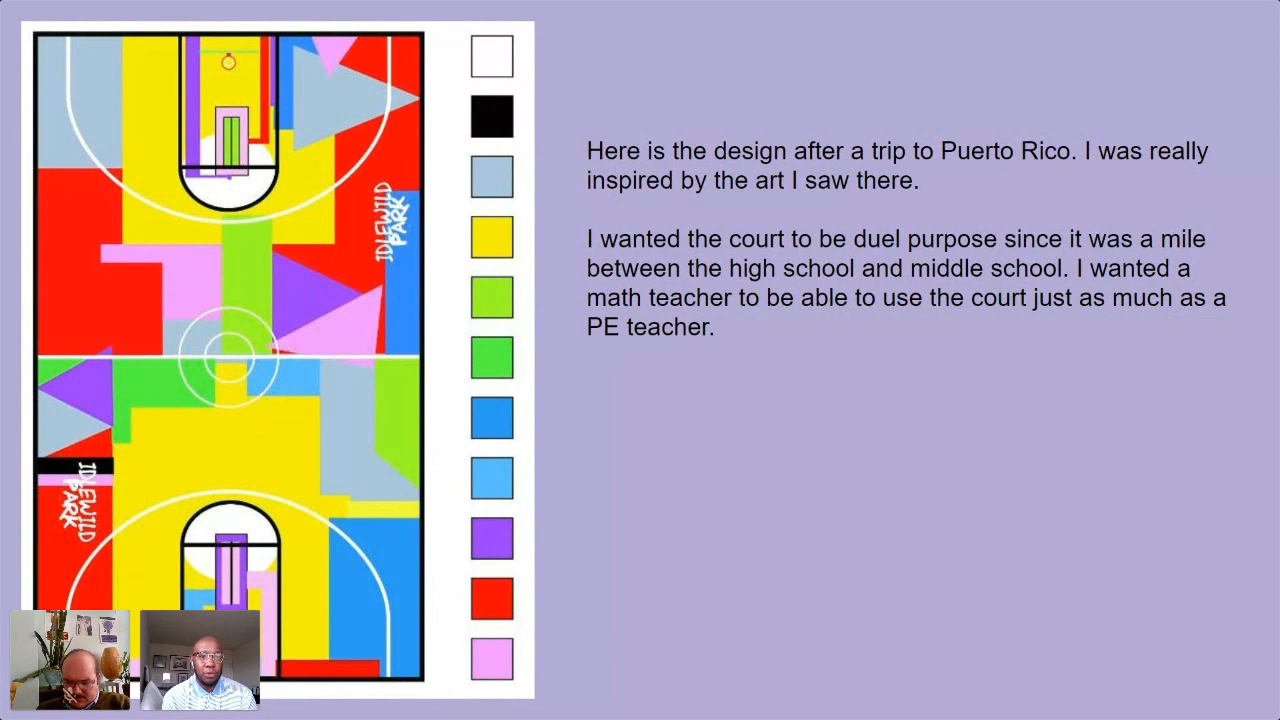 IDLEWILD
PARK
Here is the design after a trip to Puerto Rico. I was really
inspired by the art I saw there.
I wanted the court to be duel purpose since it was a mile
between the high school and middle school. I wanted a
math teacher to be able to use the court just as much as a
PE teacher.
IDLEWILD
PARK